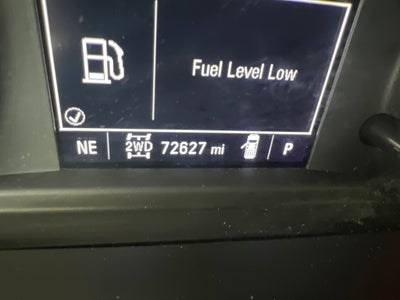 Fuel Level Low
NE 2WD 72627 mi P